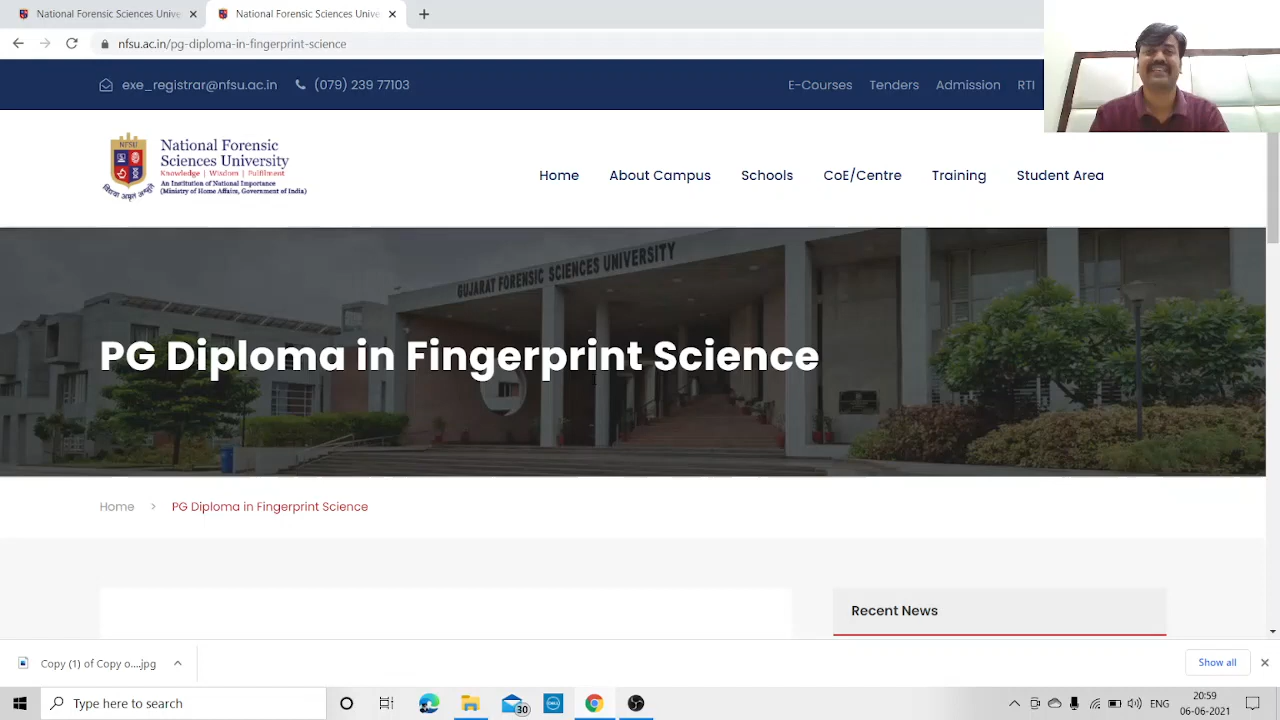 National Forensic Sciences Unive
National Forensic Sciences Unive
nfsu.ac.in/pg-diploma-in-fingerprint-science
exe_registrar@nfsu.ac.in
(079) 239 77103
E-Courses
Tenders
Admission
RTI
NFSU
National Forensic
Sciences University
Knowledge | Wisdom | Fulfilment
An Institution of National Importance
(Ministry of Home Affairs, Government of India)
Home
About Campus
Schools
CoE/Centre
Training
Student Area
GUJARAT FORENSIC SCIENCES UNIVERSITY
PG Diploma in Fingerprint Science
Home > PG Diploma in Fingerprint Science
Recent News
Copy (1) of Copy o....jpg
Show all
Type here to search
30
DELL
ENG
20:59
06-06-2021